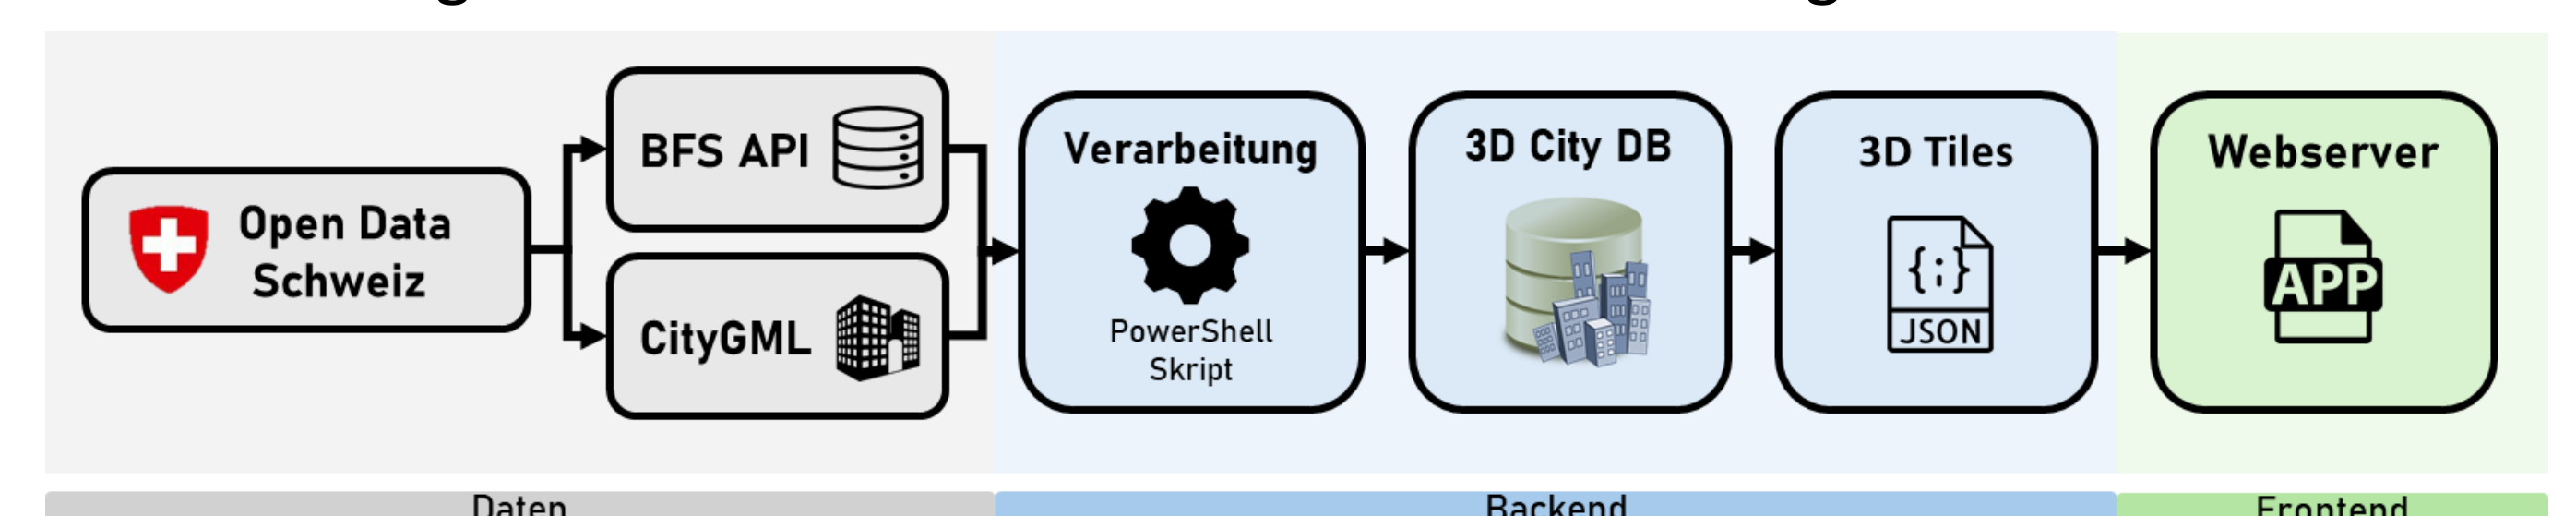 Open Data
Schweiz
BFS API
CityGML
Verarbeitung
PowerShell
Skript
3D City DB
3D Tiles
{;}
JSON
Webserver
APP
Daten
Backend
Frontend